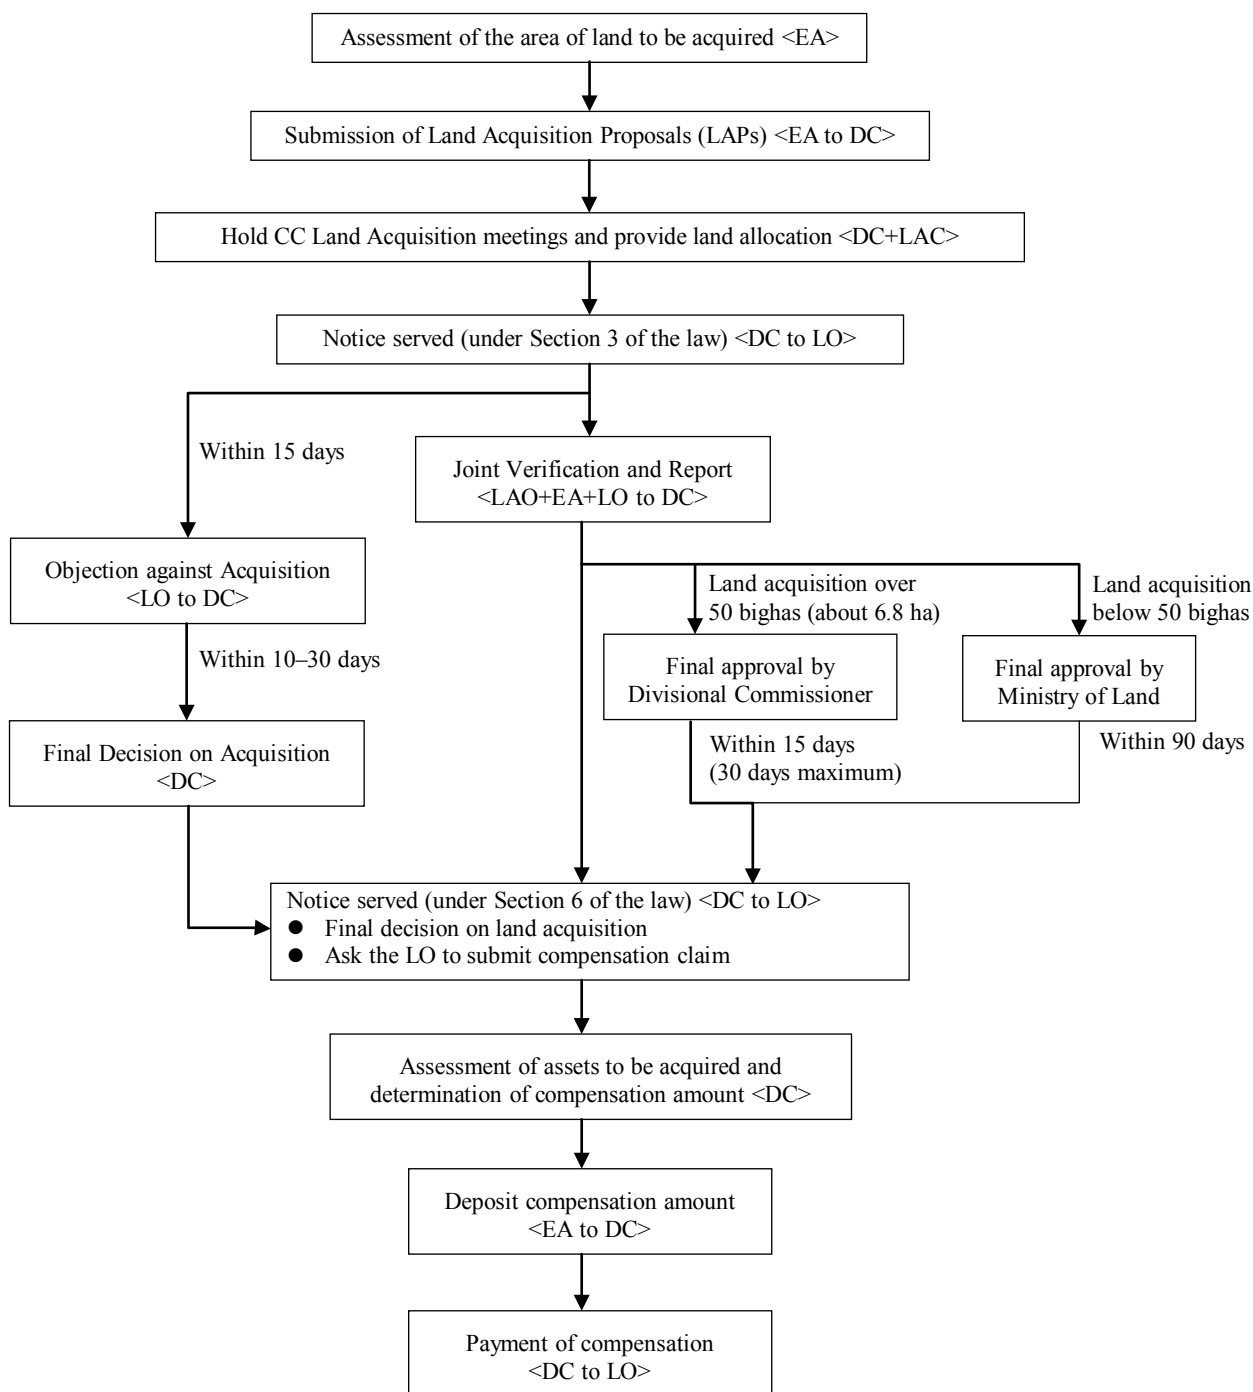 Assessment of the area of land to be acquired <EA>
Submission of Land Acquisition Proposals (LAPs) <EA to DC>
Hold CC Land Acquisition meetings and provide land allocation <DC+LAC>
Notice served (under Section 3 of the law) <DC to LO>
Within 15 days
Joint Verification and Report
<LAO+EA+LO to DC>
Objection against Acquisition
<LO to DC>
Within 10–30 days
Final Decision on Acquisition
<DC>
Land acquisition over
50 bighas (about 6.8 ha)
Final approval by
Divisional Commissioner
Within 15 days
(30 days maximum)
Land acquisition
below 50 bighas
Final approval by
Ministry of Land
Within 90 days
Notice served (under Section 6 of the law) <DC to LO>
● Final decision on land acquisition
● Ask the LO to submit compensation claim
Assessment of assets to be acquired and
determination of compensation amount <DC>
Deposit compensation amount
<EA to DC>
Payment of compensation
<DC to LO>